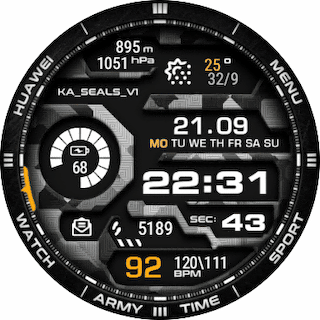 895 m
1051 hPa
25°
32/9
KA_SEALS_V1
HUAWEI
MENU
21.09
MO TU WE TH FR SA SU
68
22:31
SEC: 43
5189
92 120\111
BPM
WATCH
ARMY
TIME
SPORT